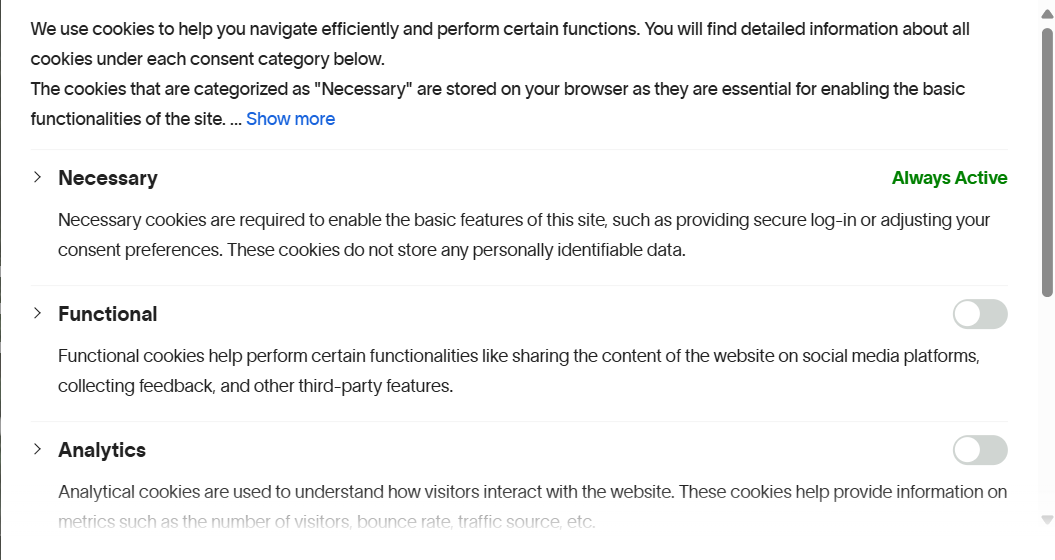 We use cookies to help you navigate efficiently and perform certain functions. You will find detailed information about all
cookies under each consent category below.
The cookies that are categorized as "Necessary" are stored on your browser as they are essential for enabling the basic
functionalities of the site. ... Show more
Necessary
Always Active
Necessary cookies are required to enable the basic features of this site, such as providing secure log-in or adjusting your
consent preferences. These cookies do not store any personally identifiable data.
Functional
Functional cookies help perform certain functionalities like sharing the content of the website on social media platforms,
collecting feedback, and other third-party features.
Analytics
Analytical cookies are used to understand how visitors interact with the website. These cookies help provide information on
metrics such as the number of visitors, bounce rate, traffic source, etc.